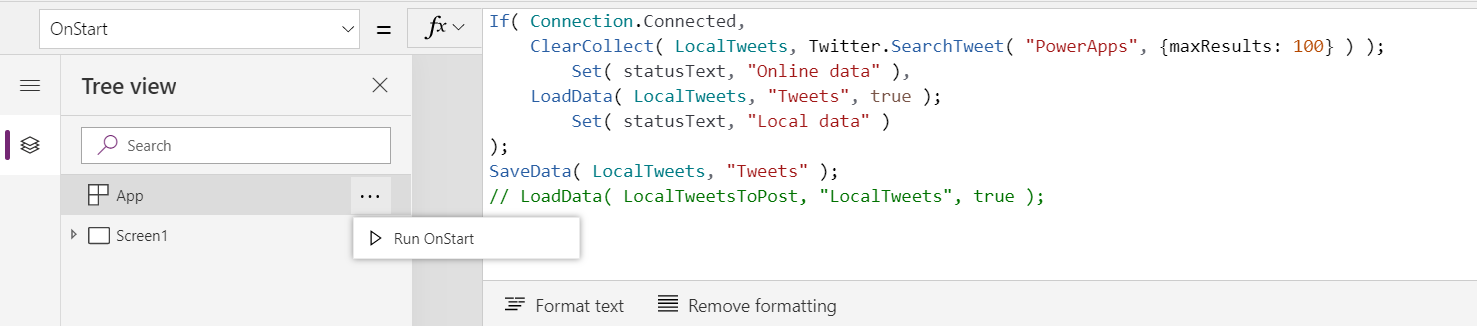 OnStart = fx
If( Connection.Connected,
ClearCollect( LocalTweets, Twitter.SearchTweet( "PowerApps", {maxResults: 100} ) );
Set( statusText, "Online data" ),
LoadData( LocalTweets, "Tweets", true );
Set( statusText, "Local data" )
);
SaveData( LocalTweets, "Tweets" );
// LoadData( LocalTweetsToPost, "LocalTweets", true );
Tree view
Search
App
Screen1
Run OnStart
Format text
Remove formatting